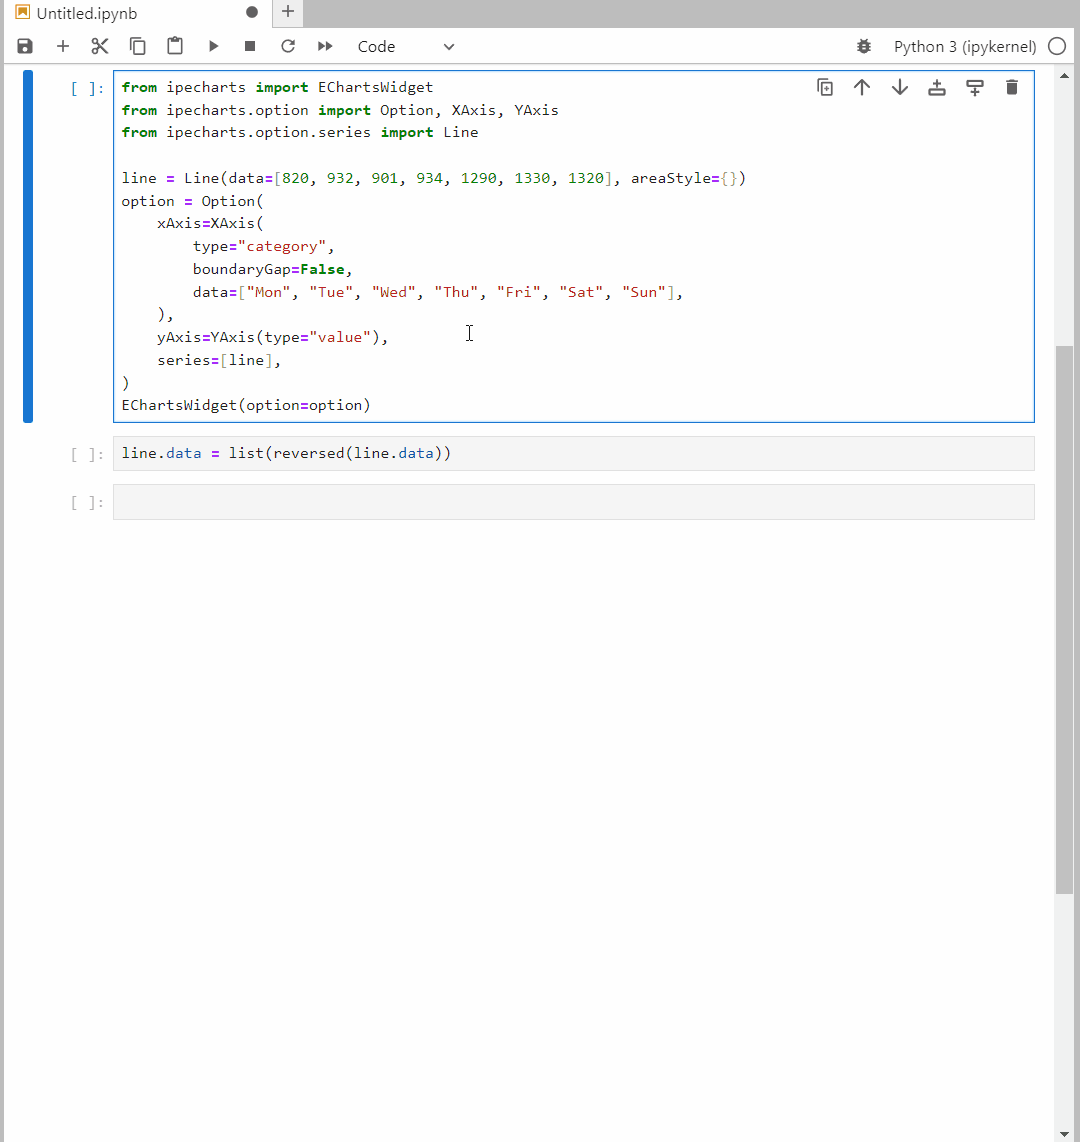 Untitled.ipynb
Code
Python 3 (ipykernel)
[ ]:
from ipecharts import EChartsWidget
from ipecharts.option import Option, XAxis, YAxis
from ipecharts.option.series import Line

line = Line(data=[820, 932, 901, 934, 1290, 1330, 1320], areaStyle={})
option = Option(
    xAxis=XAxis(
        type="category",
        boundaryGap=False,
        data=["Mon", "Tue", "Wed", "Thu", "Fri", "Sat", "Sun"],
    ),
    yAxis=YAxis(type="value"),
    series=[line],
)
EChartsWidget(option=option)
[ ]:
line.data = list(reversed(line.data))
[ ]: